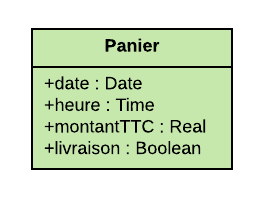 Panier
+date : Date
+heure : Time
+montantTTC : Real
+livraison : Boolean